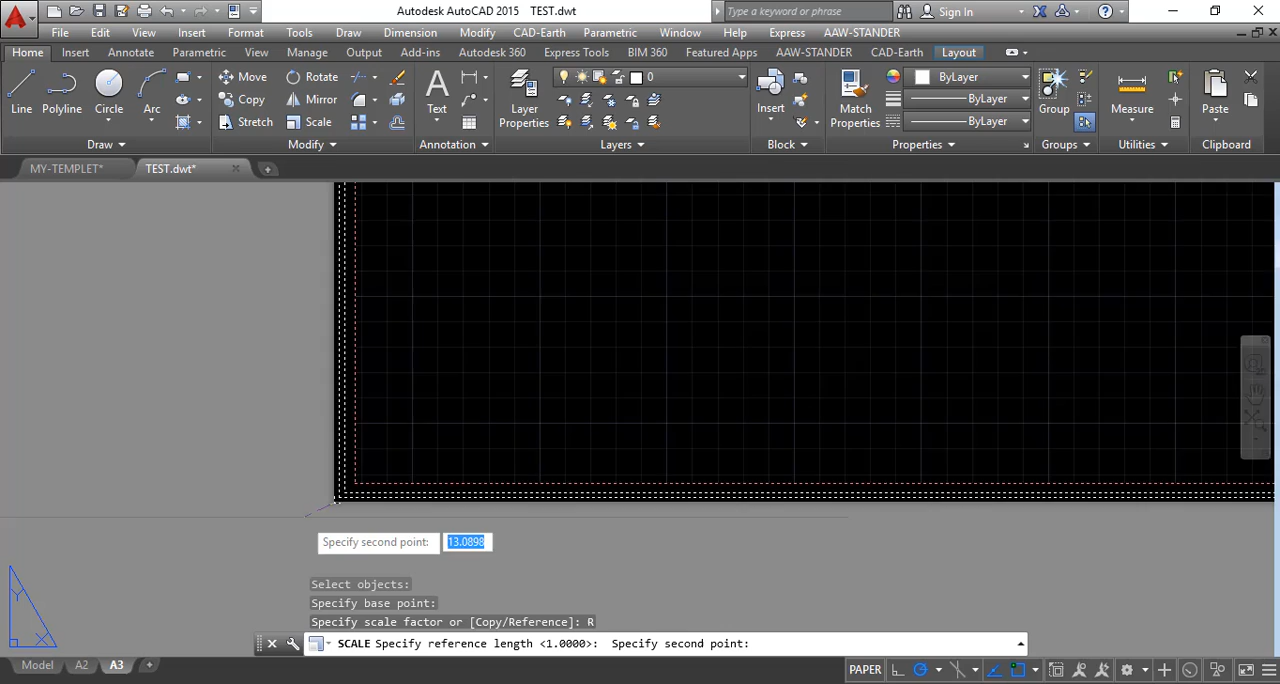 Autodesk AutoCAD 2015 TEST.dwt
Type a keyword or phrase
Sign In
File Edit View Insert Format Tools Draw Dimension Modify CAD-Earth Parametric Window Help Express AAW-STANDER
Home Insert Annotate Parametric View Manage Output Add-ins Autodesk 360 Express Tools BIM 360 Featured Apps AAW-STANDER CAD-Earth Layout
Line Polyline Circle Arc
Move Rotate
Copy Mirror
Stretch Scale
Text
Layer Properties
0
Insert
Match Properties
ByLayer
ByLayer
ByLayer
Group
Measure
Paste
Draw Modify Annotation Layers Block Properties Groups Utilities Clipboard
MY-TEMPLET* TEST.dwt*
Specify second point: 13.0898
Select objects:
Specify base point:
Specify scale factor or [Copy/Reference]: R
SCALE Specify reference length <1.0000>: Specify second point:
Y
X
Model A2 A3
PAPER